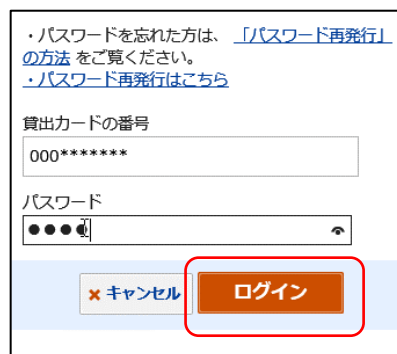 ・パスワードを忘れた方は、 「パスワード再発行」
の方法 をご覧ください。
・パスワード再発行はこちら
貸出カードの番号
000*******
パスワード
●●●●
×キャンセル
ログイン